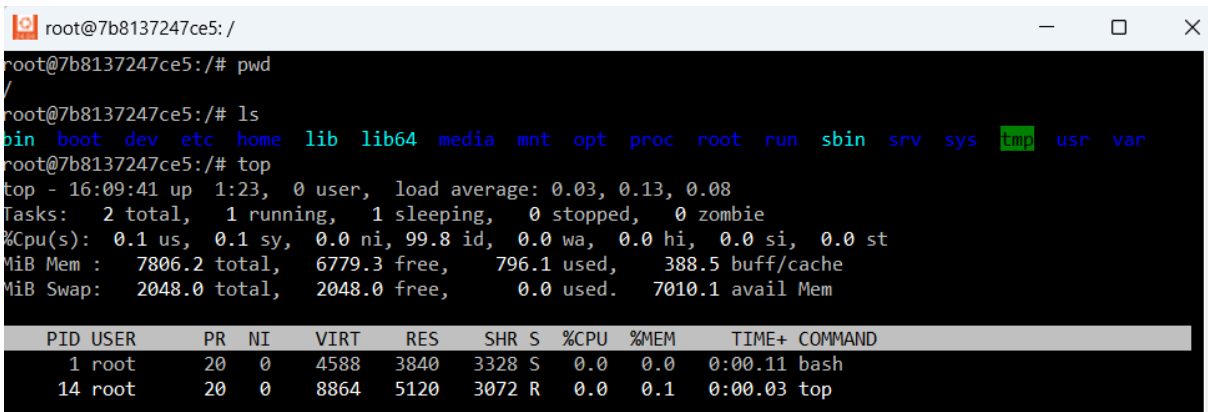 root@7b8137247ce5: /
root@7b8137247ce5:/# pwd
/
root@7b8137247ce5:/# ls
bin boot dev etc home lib lib64 media mnt opt proc root run sbin srv sys tmp usr var
root@7b8137247ce5:/# top
top - 16:09:41 up  1:23,  0 user,  load average: 0.03, 0.13, 0.08
Tasks:   2 total,   1 running,   1 sleeping,   0 stopped,   0 zombie
%Cpu(s):  0.1 us,  0.1 sy,  0.0 ni, 99.8 id,  0.0 wa,  0.0 hi,  0.0 si,  0.0 st
MiB Mem :   7806.2 total,   6779.3 free,    796.1 used,    388.5 buff/cache
MiB Swap:   2048.0 total,   2048.0 free,      0.0 used.   7010.1 avail Mem
PID USER      PR  NI    VIRT    RES    SHR S  %CPU  %MEM     TIME+ COMMAND
1 root      20   0    4588   3840   3328 S   0.0   0.0   0:00.11 bash
14 root      20   0    8864   5120   3072 R   0.0   0.1   0:00.03 top